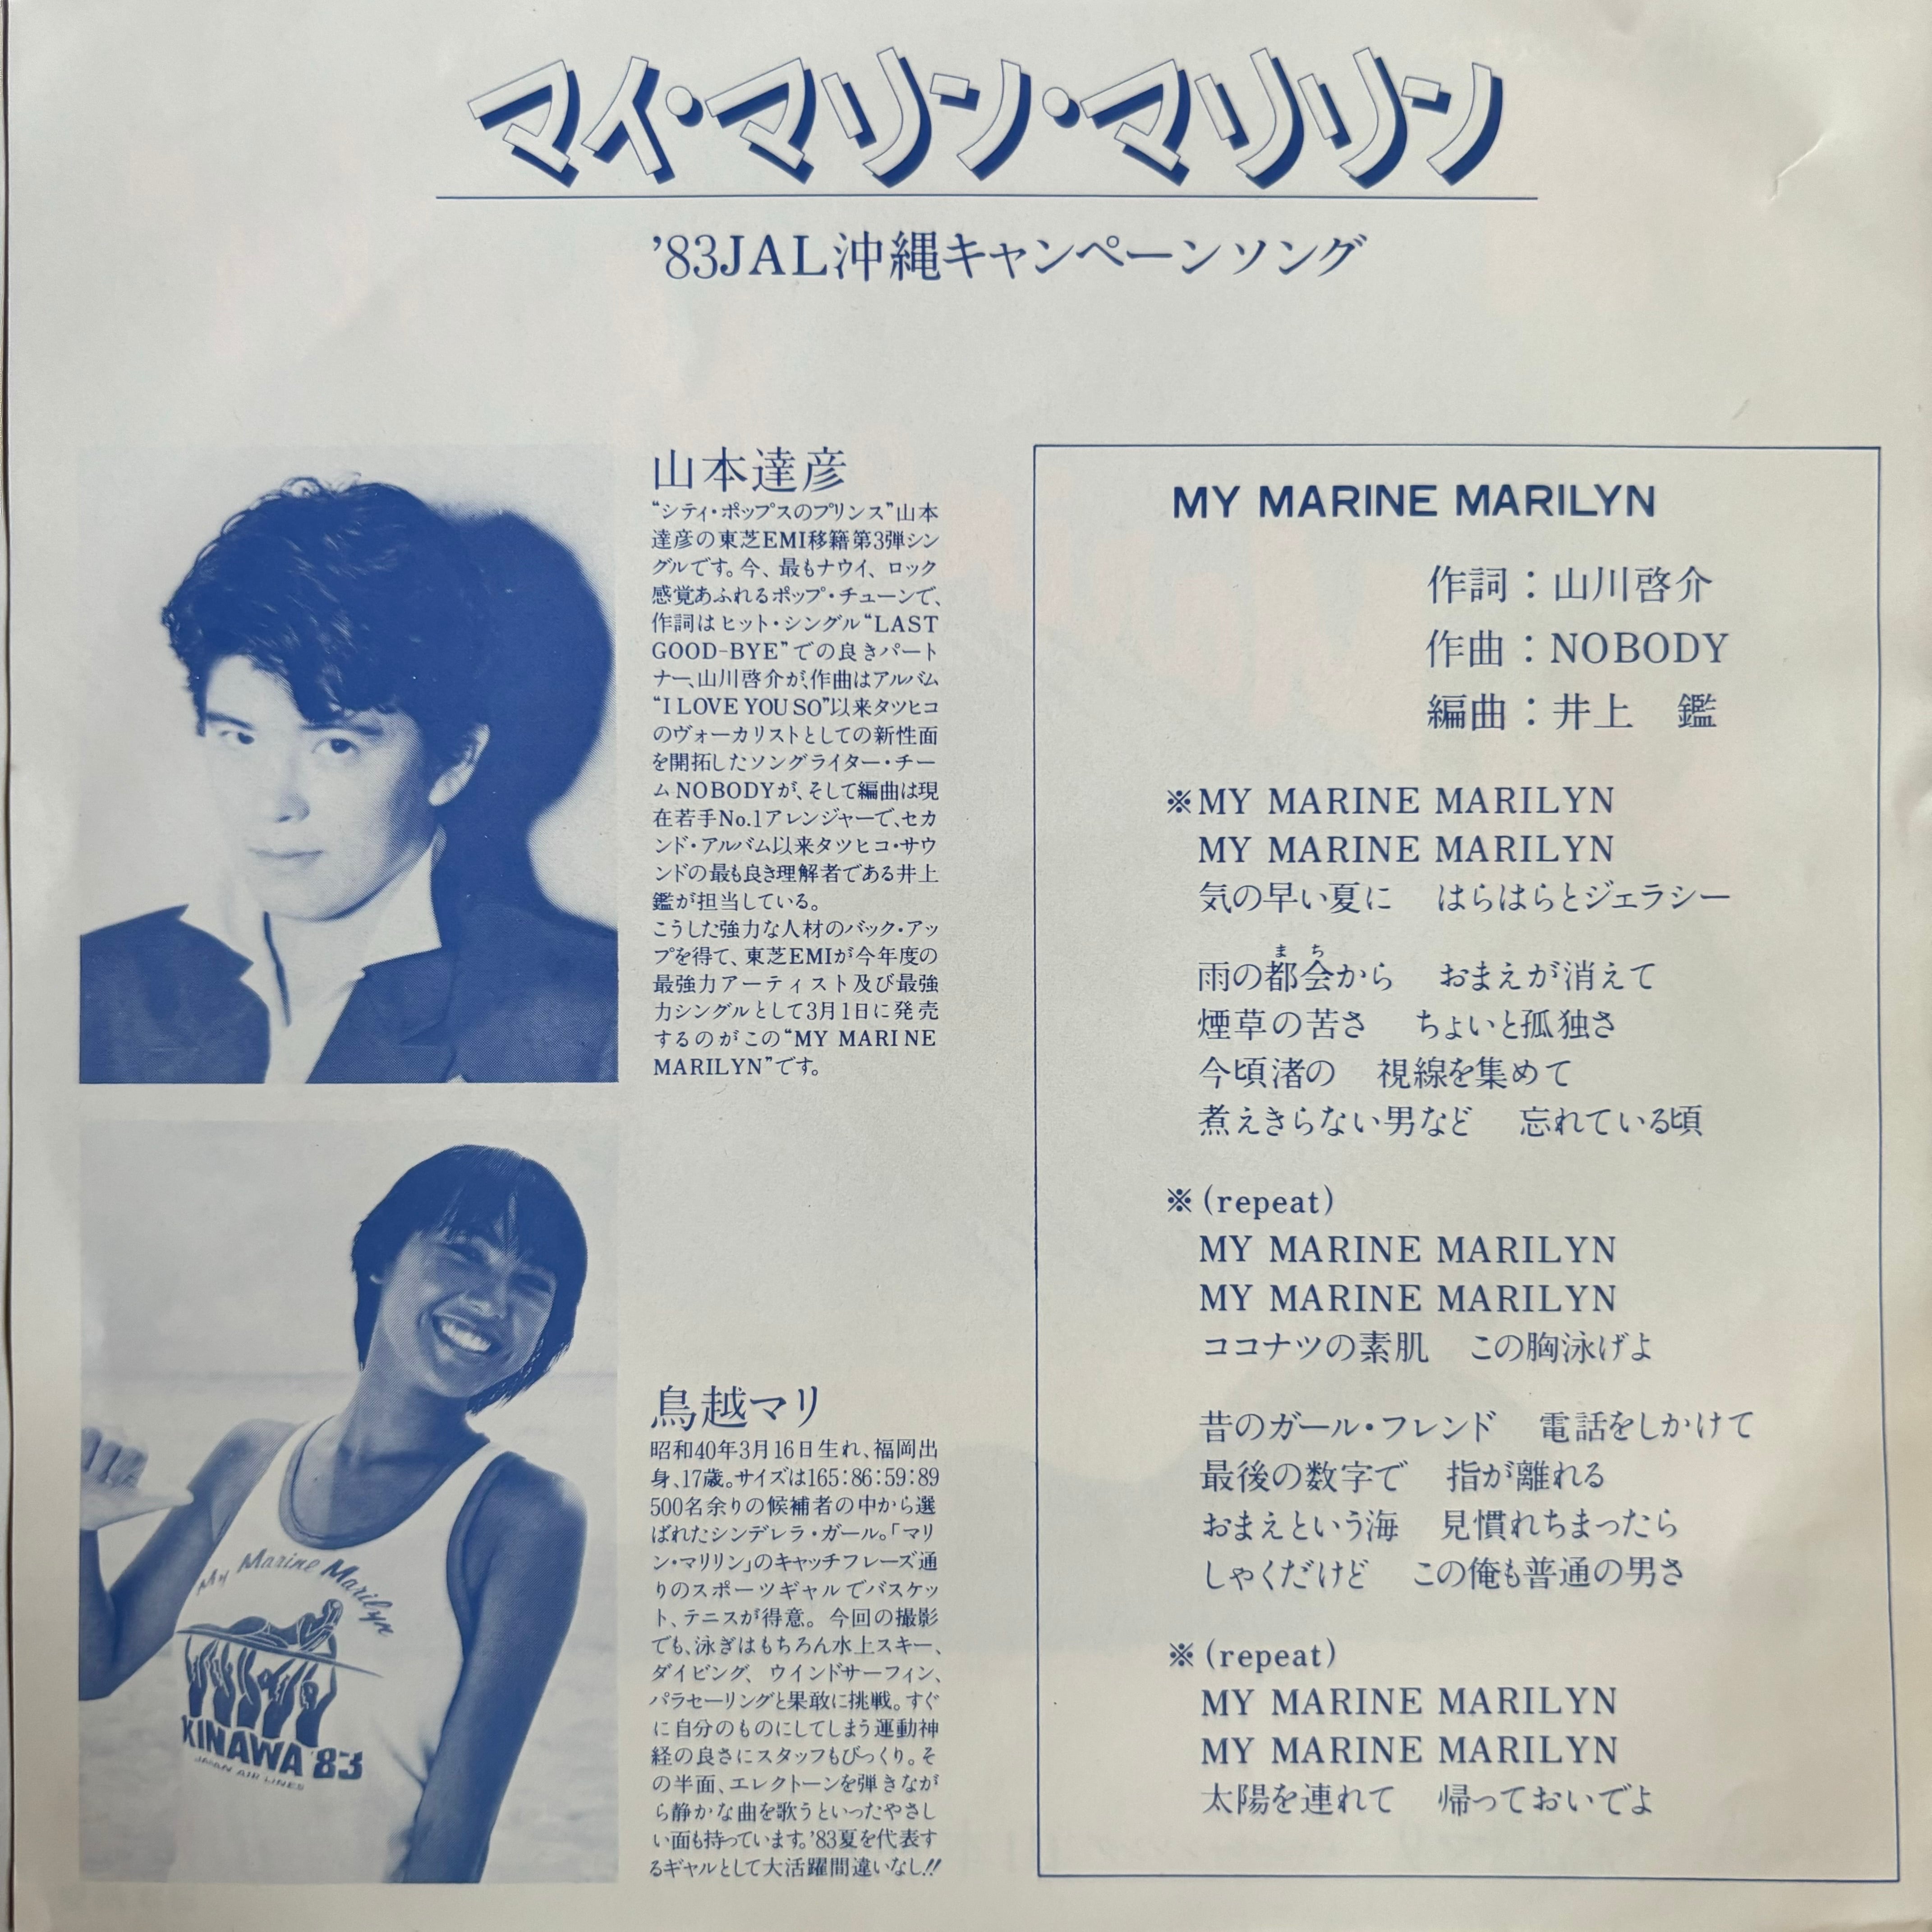 マイ・マリン・マリリン
’83JAL沖縄キャンペーンソング
山本達彦
“シティ・ポップスのプリンス”山本
達彦の東芝EMI移籍第3弾シン
グルです。今、最もナウイ、ロック
感覚あふれるポップ・チューンで、
作詞はヒット・シングル“LAST
GOOD-BYE”での良きパート
ナー、山川啓介が、作曲はアルバム
“I LOVE YOU SO”以来タツヒコ
のヴォーカリストとしての新性面
を開拓したソングライター・チー
ムNOBODYが、そして編曲は現
在若手No.1アレンジャーで、セカ
ンド・アルバム以来タツヒコ・サウ
ンドの最も良き理解者である井上
鑑が担当している。
こうした強力な人材のバック・アッ
プを得て、東芝EMIが今年度の
最強力アーティスト及び最強
力シングルとして3月1日に発売
するのがこの“MY MARINE
MARILYN”です。
My Marine Marilyn
KINAWA '83
JAPAN AIR LINES
鳥越マリ
昭和40年3月16日生れ、福岡出
身、17歳。サイズは165:86:59:89
500名余りの候補者の中から選
ばれたシンデレラ・ガール。「マリ
ン・マリリン」のキャッチフレーズ通
りのスポーツギャルでバスケッ
ト、テニスが得意。今回の撮影
でも、泳ぎはもちろん水上スキー、
ダイビング、ウインドサーフィン、
パラセーリングと果敢に挑戦。すぐ
に自分のものにしてしまう運動神
経の良さにスタッフもびっくり。そ
の半面、エレクトーンを弾きなが
ら静かな曲を歌うといったやさし
い面も持っています。’83夏を代表す
るギャルとして大活躍間違いなし!!
MY MARINE MARILYN
作詞：山川啓介
作曲：NOBODY
編曲：井上　鑑
※MY MARINE MARILYN
MY MARINE MARILYN
気の早い夏に　はらはらとジェラシー
まち
雨の都会から　おまえが消えて
煙草の苦さ　ちょいと孤独さ
今頃渚の　視線を集めて
煮えきらない男など　忘れている頃
※(repeat)
MY MARINE MARILYN
MY MARINE MARILYN
ココナツの素肌　この胸泳げよ
昔のガール・フレンド　電話をしかけて
最後の数字で　指が離れる
おまえという海　見慣れちまったら
しゃくだけど　この俺も普通の男さ
※(repeat)
MY MARINE MARILYN
MY MARINE MARILYN
太陽を連れて　帰っておいでよ